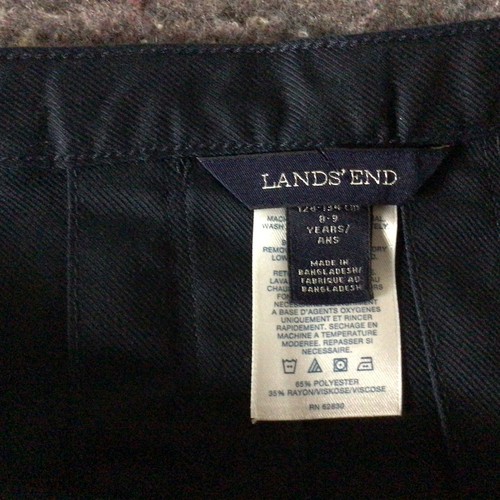 LANDS' END
8-9
YEARS/
ANS
MADE IN
BANGLADESH/
FABRIQUE AU
BANGLADESH
A BASE D'AGENTS OXYGENES
UNIQUEMENT ET RINCER
RAPIDEMENT. SECHAGE EN
MACHINE A TEMPERATURE
MODEREE. REPASSER SI
NECESSAIRE.
65% POLYESTER
35% RAYON/VISKOSE/VISCOSE
RN 62830